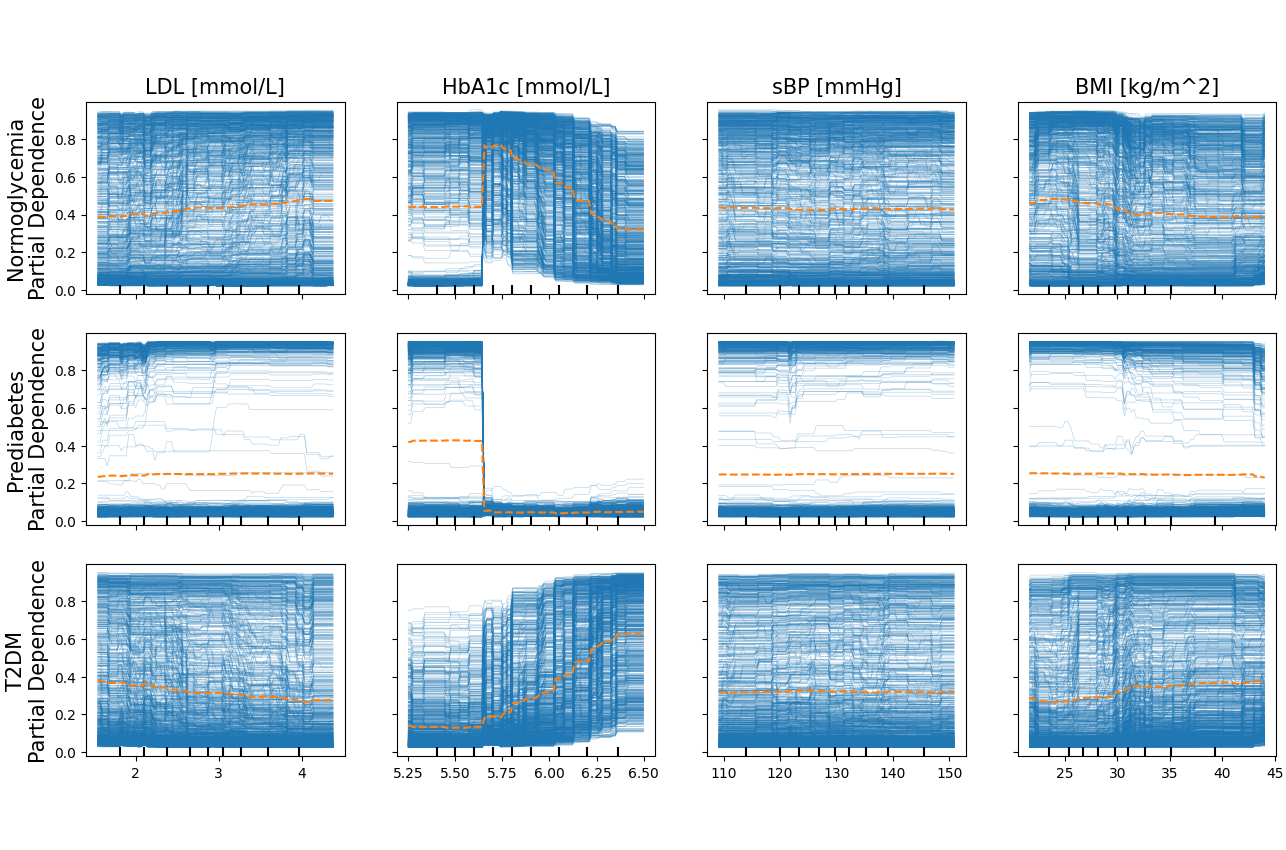 LDL [mmol/L]
HbA1c [mmol/L]
sBP [mmHg]
BMI [kg/m^2]
Normoglycemia
Partial Dependence
0.8
0.6
0.4
0.2
0.0
Prediabetes
Partial Dependence
0.8
0.6
0.4
0.2
0.0
T2DM
Partial Dependence
0.8
0.6
0.4
0.2
0.0
2 3 4
5.25 5.50 5.75 6.00 6.25 6.50
110 120 130 140 150
25 30 35 40 45